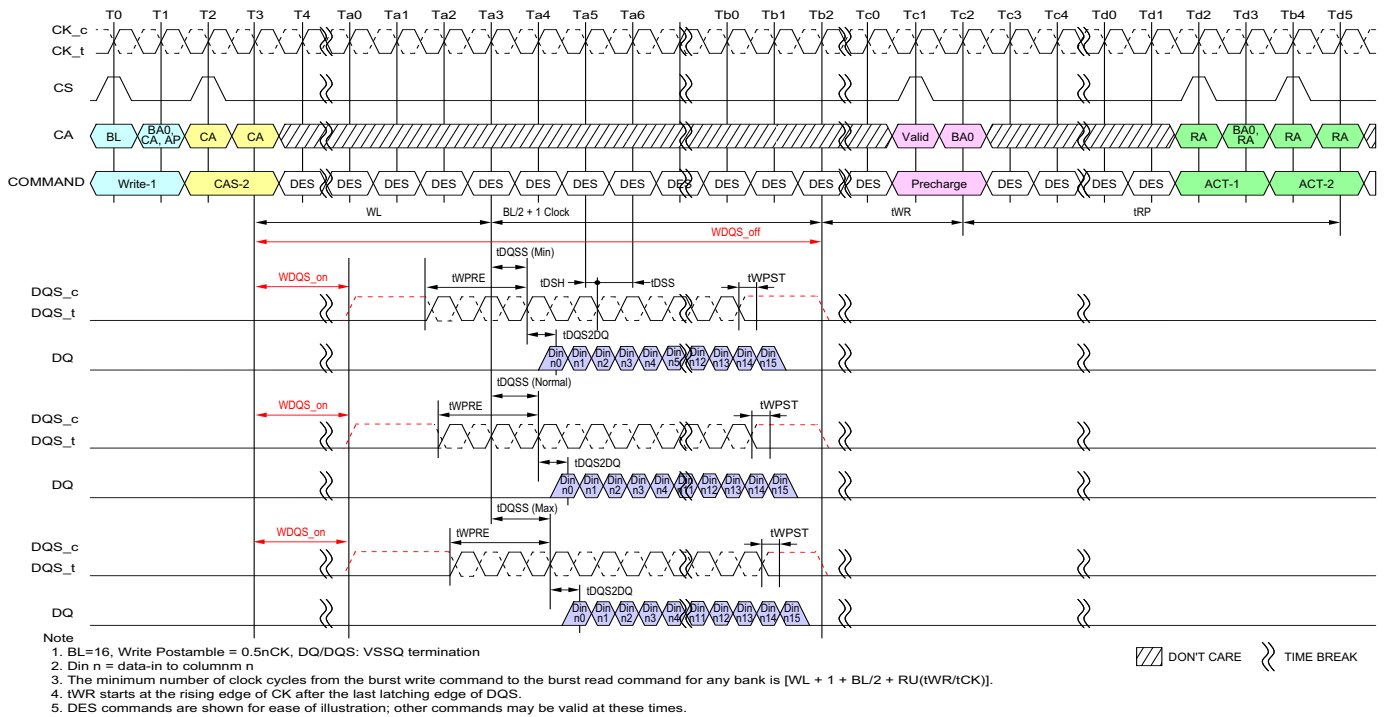 T0 T1 T2 T3 T4 Ta0 Ta1 Ta2 Ta3 Ta4 Ta5 Ta6 Tb0 Tb1 Tb2 Tc0 Tc1 Tc2 Tc3 Tc4 Td0 Td1 Td2 Td3 Tb4 Td5
CK_c
CK_t
CS
CA BL BA0, CA, AP CA CA Valid BA0 RA BA0, RA RA RA
COMMAND Write-1 CAS-2 DES DES DES DES DES DES DES DES DES DES DES DES DES Precharge DES DES DES DES ACT-1 ACT-2
WL BL/2 + 1 Clock tWR tRP
WDQS_off
tDQSS (Min)
WDQS_on tWPRE tDSH tDSS tWPST
DQS_c
DQS_t
tDQS2DQ
DQ Din n0 Din n1 Din n2 Din n3 Din n4 Din n5 Din n12 Din n13 Din n14 Din n15
tDQSS (Normal)
WDQS_on tWPRE tWPST
DQS_c
DQS_t
tDQS2DQ
DQ Din n0 Din n1 Din n2 Din n3 Din n4 Din n11 Din n12 Din n13 Din n14 Din n15
tDQSS (Max)
WDQS_on tWPRE tWPST
DQS_c
DQS_t
tDQS2DQ
DQ Din n0 Din n1 Din n2 Din n3 Din n4 Din n11 Din n12 Din n13 Din n14 Din n15
Note
1. BL=16, Write Postamble = 0.5nCK, DQ/DQS: VSSQ termination
2. Din n = data-in to columnm n
3. The minimum number of clock cycles from the burst write command to the burst read command for any bank is [WL + 1 + BL/2 + RU(tWR/tCK)].
4. tWR starts at the rising edge of CK after the last latching edge of DQS.
5. DES commands are shown for ease of illustration; other commands may be valid at these times.
DON'T CARE TIME BREAK